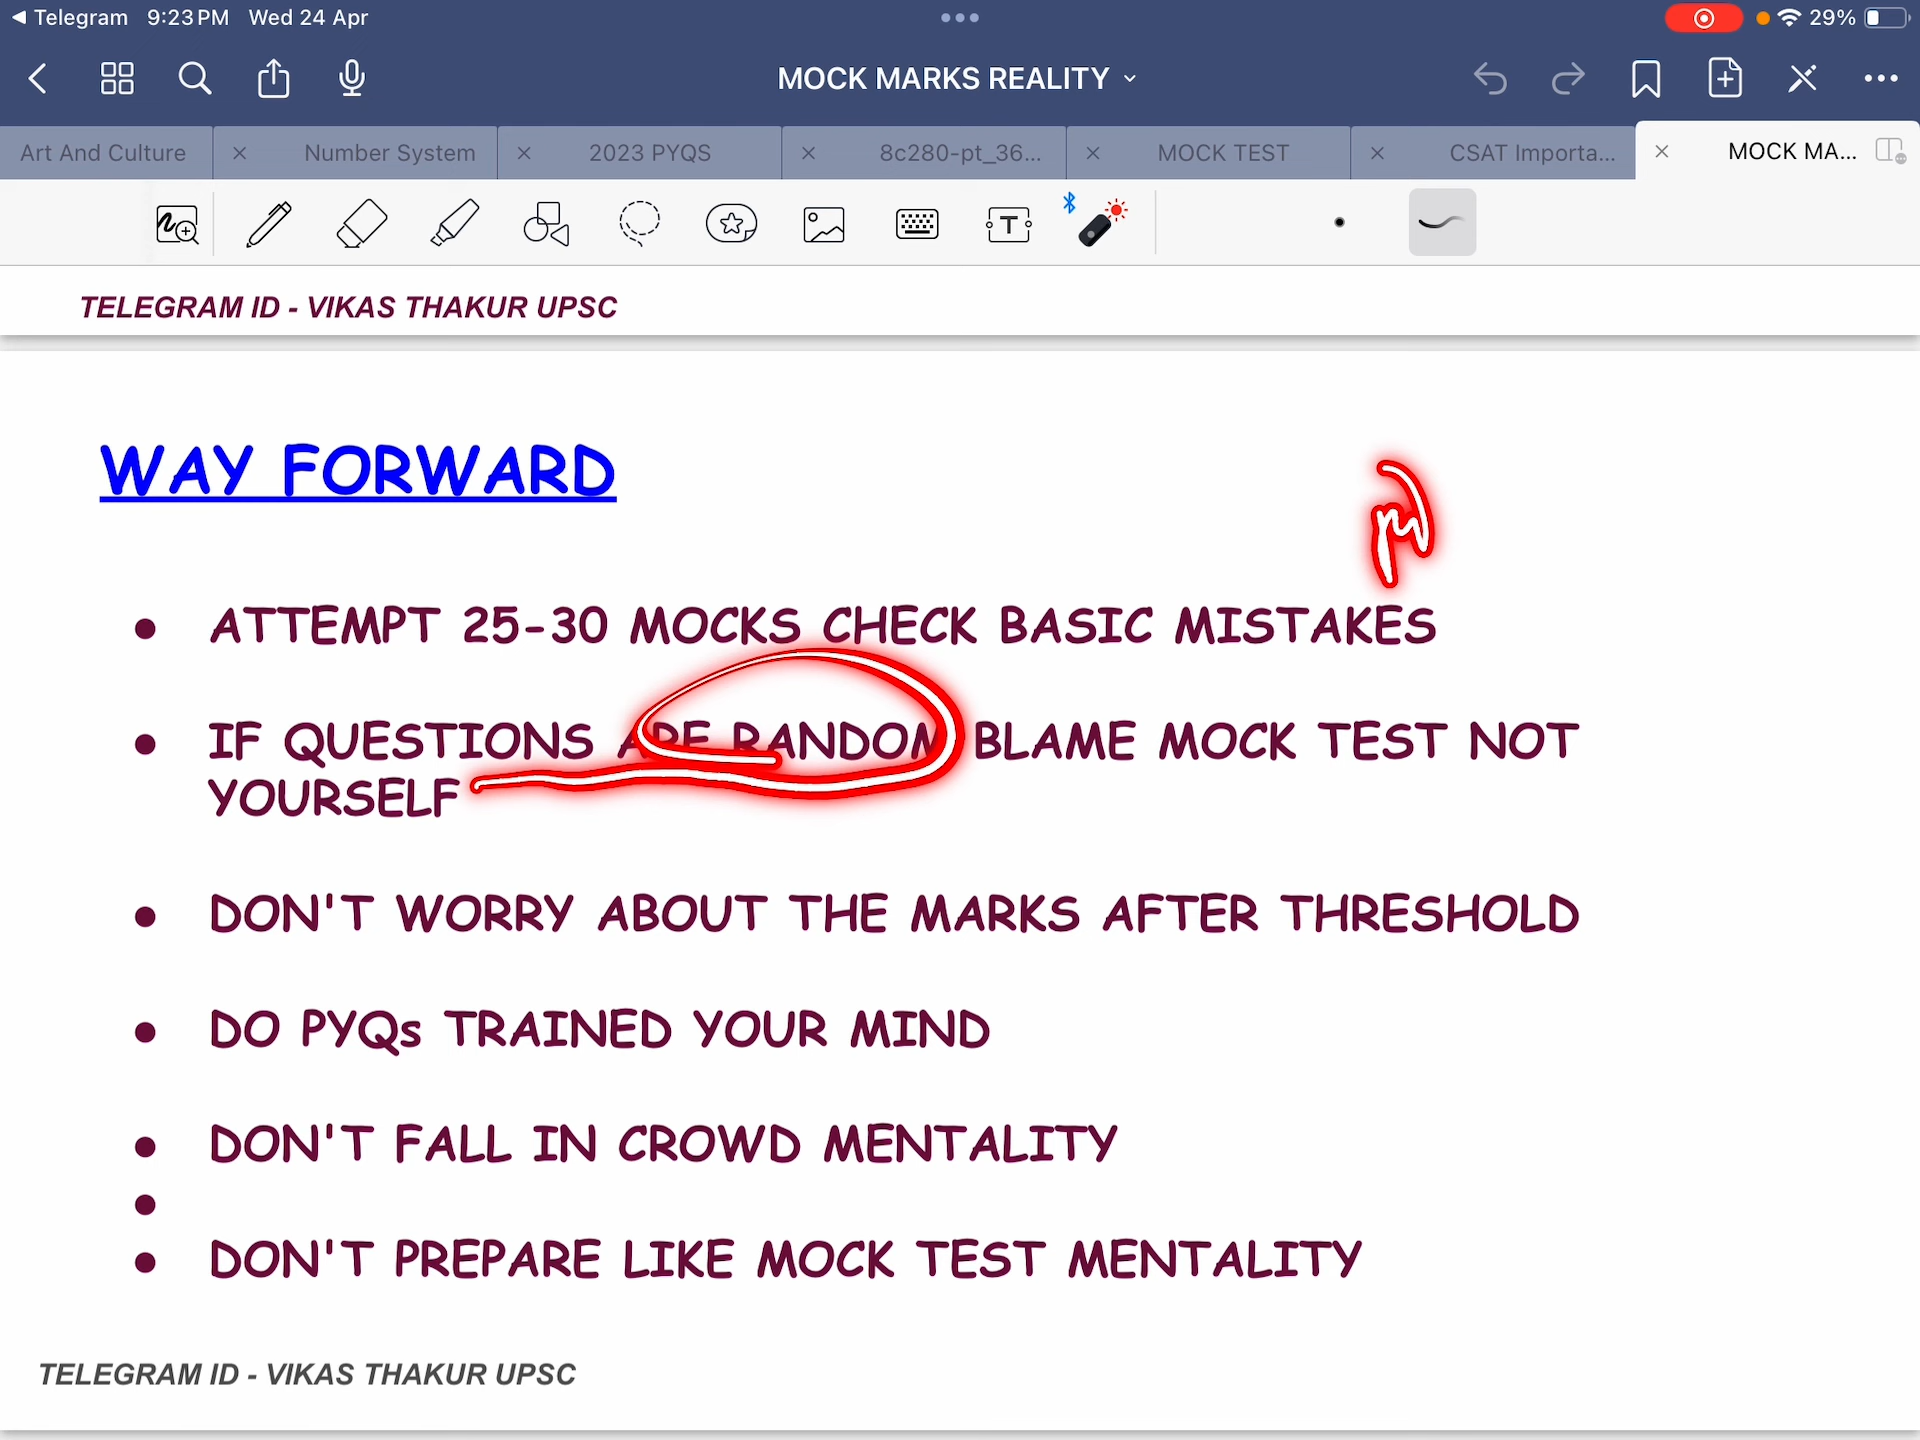 Telegram 9:23 PM Wed 24 Apr 29%
MOCK MARKS REALITY
Art And Culture Number System 2023 PYQS 8c280-pt_36... MOCK TEST CSAT Importa... MOCK MA...
TELEGRAM ID - VIKAS THAKUR UPSC
WAY FORWARD
ATTEMPT 25-30 MOCKS CHECK BASIC MISTAKES
IF QUESTIONS ARE RANDOM BLAME MOCK TEST NOT
YOURSELF
DON'T WORRY ABOUT THE MARKS AFTER THRESHOLD
DO PYQs TRAINED YOUR MIND
DON'T FALL IN CROWD MENTALITY
DON'T PREPARE LIKE MOCK TEST MENTALITY
TELEGRAM ID - VIKAS THAKUR UPSC